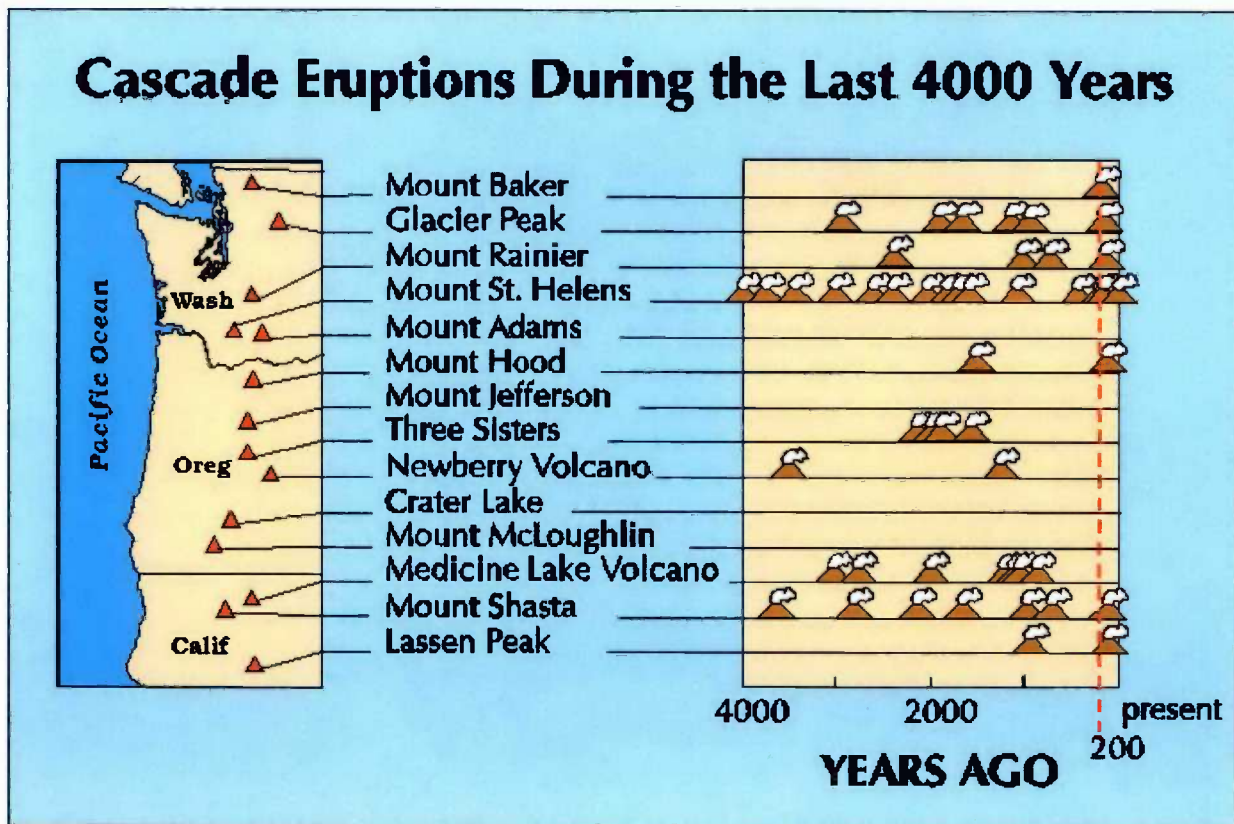 Cascade Eruptions During the Last 4000 Years
Pacific Ocean
Wash
Oreg
Calif
Mount Baker
Glacier Peak
Mount Rainier
Mount St. Helens
Mount Adams
Mount Hood
Mount Jefferson
Three Sisters
Newberry Volcano
Crater Lake
Mount McLoughlin
Medicine Lake Volcano
Mount Shasta
Lassen Peak
4000 2000 present
200
YEARS AGO